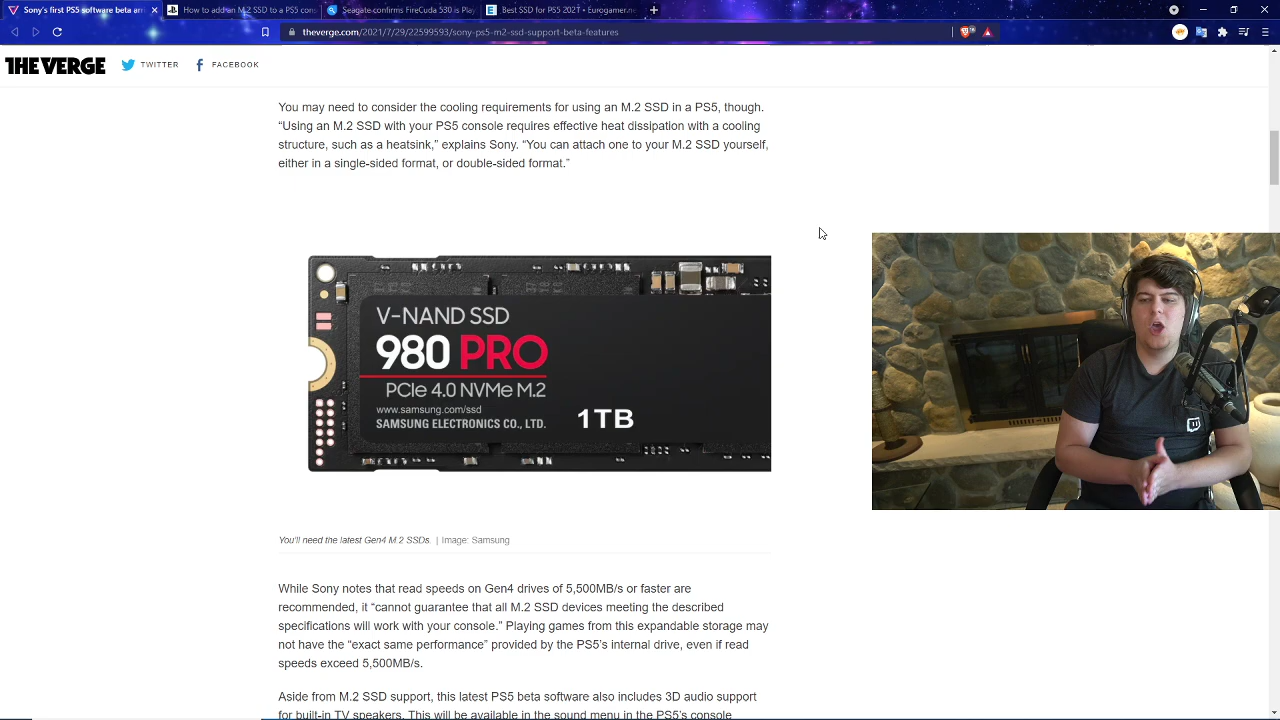 Sony's first PS5 software beta arr
How to add an M.2 SSD to a PS5 cons
Seagate confirms FireCuda 530 is Play
Best SSD for PS5 2021 • Eurogamer.ne
theverge.com/2021/7/29/22599593/sony-ps5-m2-ssd-support-beta-features
THE VERGE
TWITTER
FACEBOOK
You may need to consider the cooling requirements for using an M.2 SSD in a PS5, though.
“Using an M.2 SSD with your PS5 console requires effective heat dissipation with a cooling
structure, such as a heatsink,” explains Sony. “You can attach one to your M.2 SSD yourself,
either in a single-sided format, or double-sided format.”
V-NAND SSD
980 PRO
PCIe 4.0 NVMe M.2
www.samsung.com/ssd
SAMSUNG ELECTRONICS CO., LTD.
1TB
You'll need the latest Gen4 M.2 SSDs. | Image: Samsung
While Sony notes that read speeds on Gen4 drives of 5,500MB/s or faster are
recommended, it “cannot guarantee that all M.2 SSD devices meeting the described
specifications will work with your console.” Playing games from this expandable storage may
not have the “exact same performance” provided by the PS5’s internal drive, even if read
speeds exceed 5,500MB/s.
Aside from M.2 SSD support, this latest PS5 beta software also includes 3D audio support
for built-in TV speakers. This will be available in the sound menu in the PS5’s console